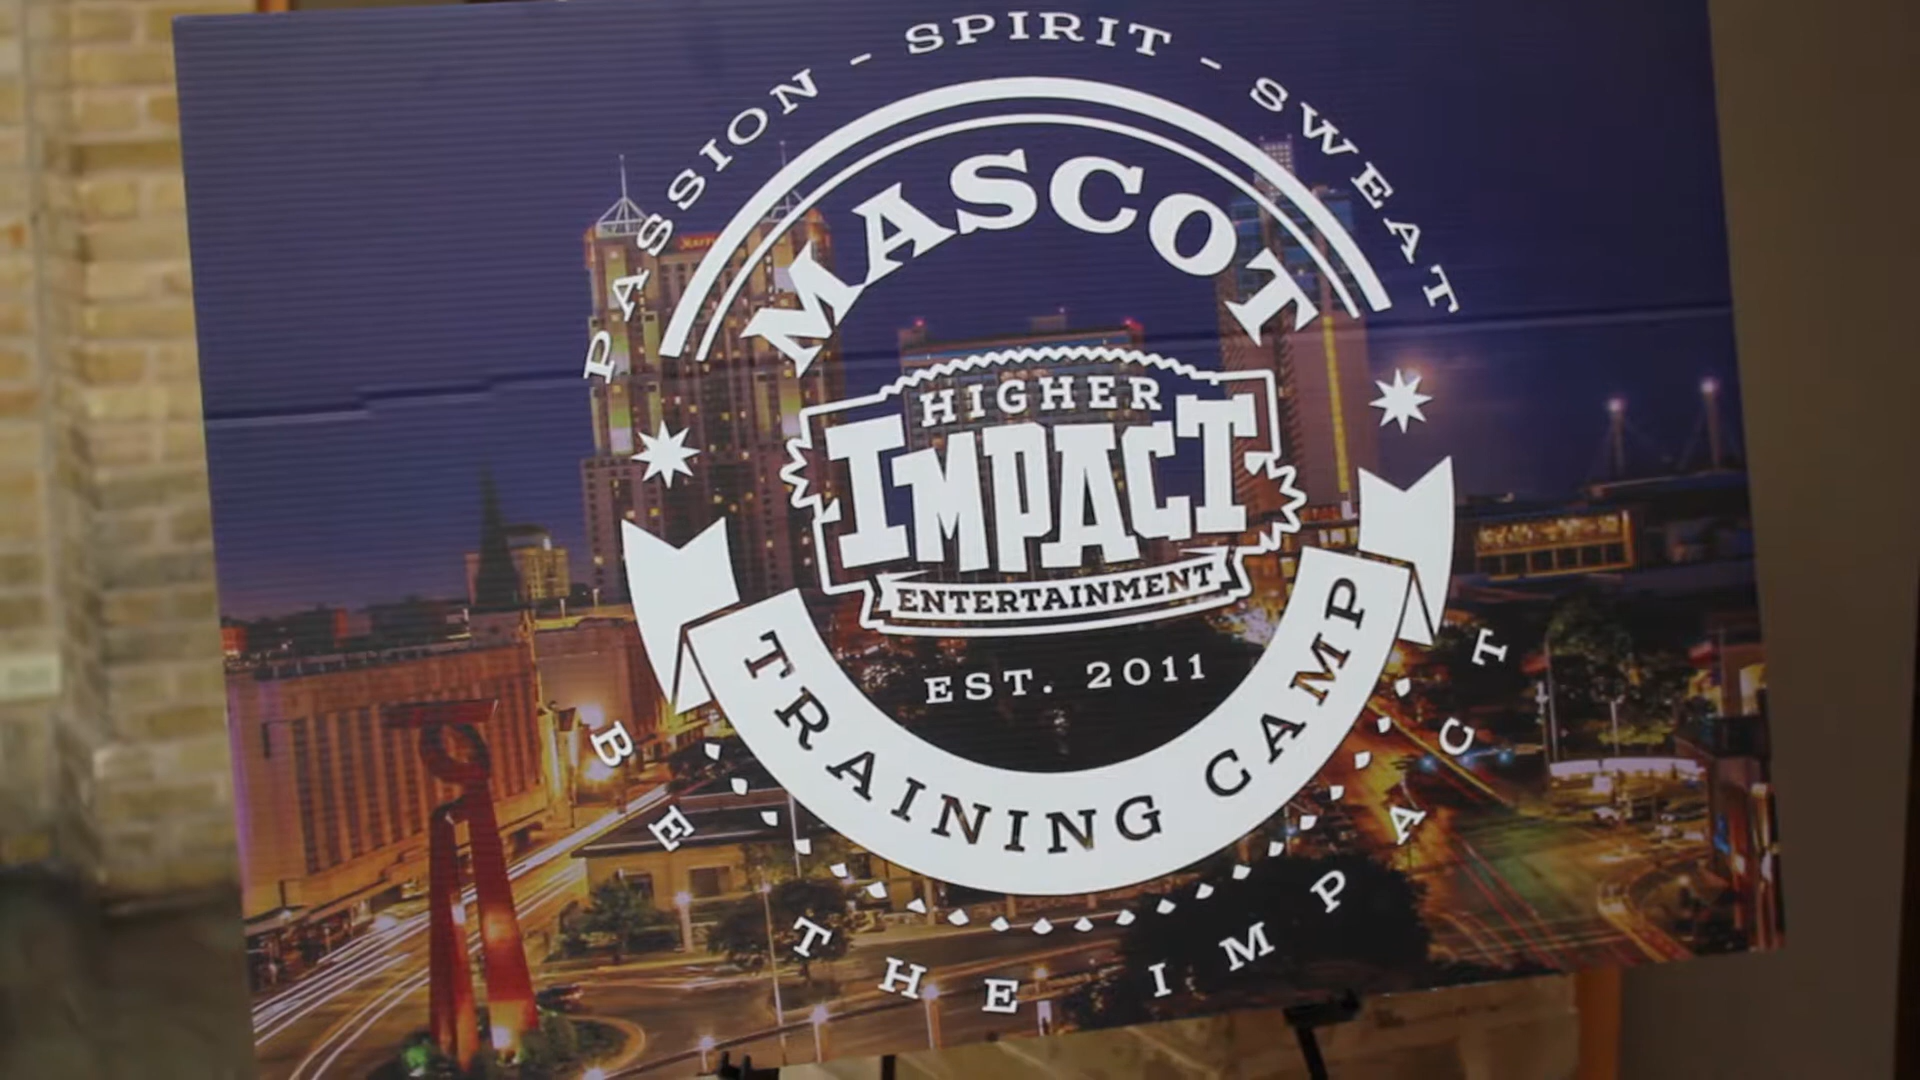 PASSION - SPIRIT - SWEAT
MASCOT
HIGHER
IMPACT
ENTERTAINMENT
EST. 2011
TRAINING CAMP
BE THE IMPACT